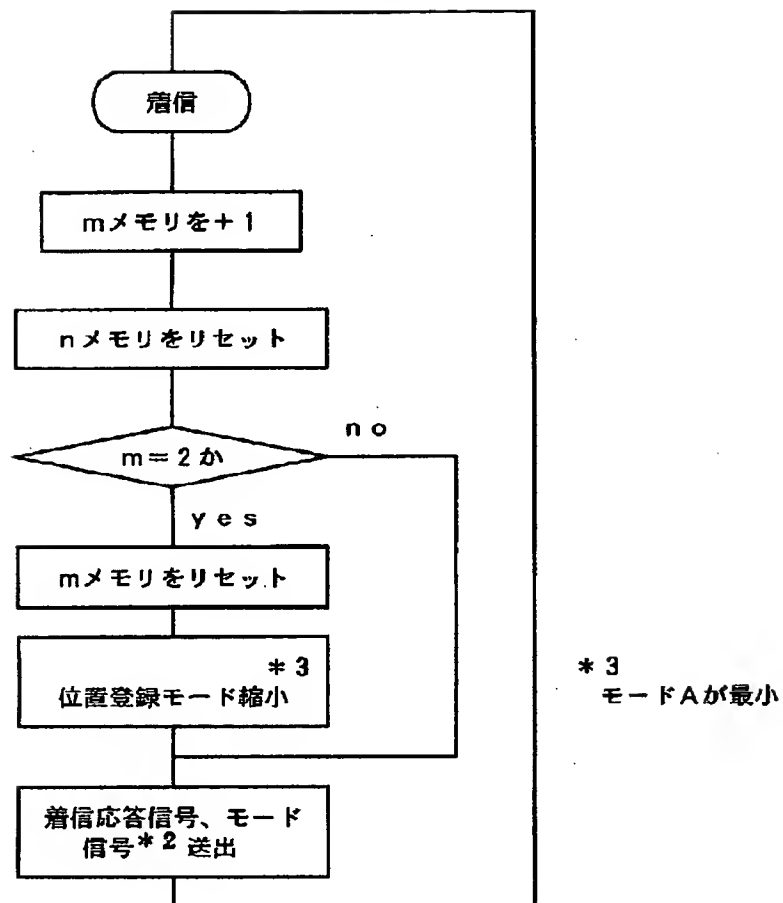 着信
mメモリを+1
nメモリをリセット
no
m=2か
yes
mメモリをリセット
*3
位置登録モード縮小
*3
モードAが最小
着信応答信号、モード
信号*2 送出